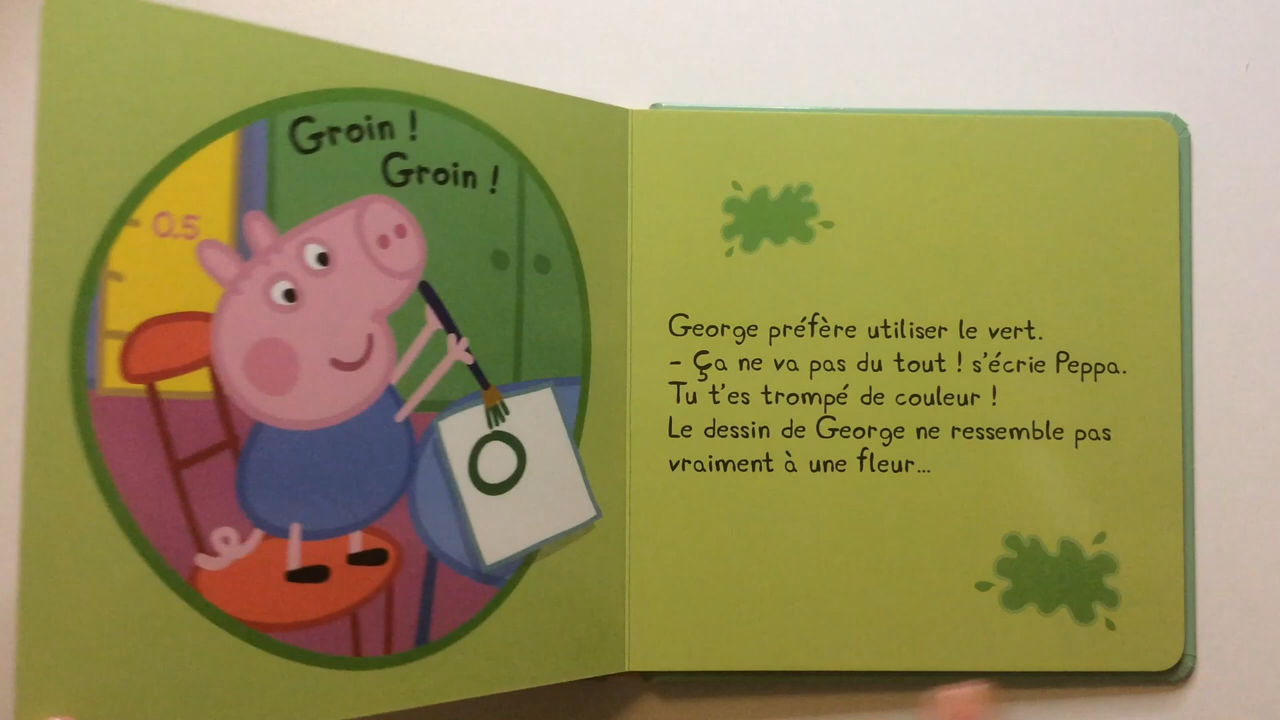 Groin !
Groin !
0.5
George préfère utiliser le vert.
- Ça ne va pas du tout ! s'écrie Peppa.
Tu t'es trompé de couleur !
Le dessin de George ne ressemble pas
vraiment à une fleur...